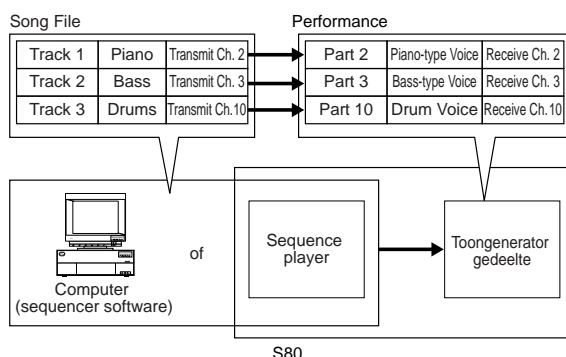 Song File
Performance
Track 1 Piano Transmit Ch. 2
Part 2 Piano-type Voice Receive Ch. 2
Track 2 Bass Transmit Ch. 3
Part 3 Bass-type Voice Receive Ch. 3
Track 3 Drums Transmit Ch. 10
Part 10 Drum Voice Receive Ch. 10
Computer
(sequencer software)
of
Sequence
player
Toongenerator
gedeelte
S80